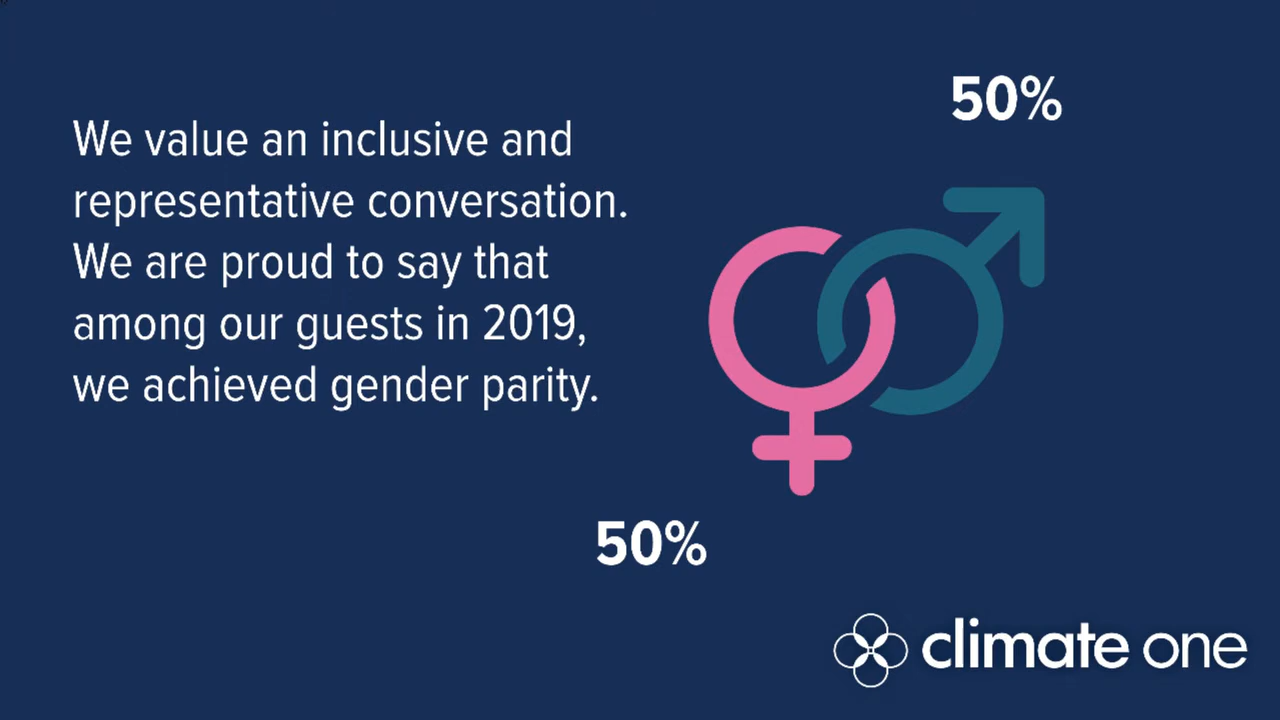 We value an inclusive and
representative conversation.
We are proud to say that
among our guests in 2019,
we achieved gender parity.
50%
50%
climate one